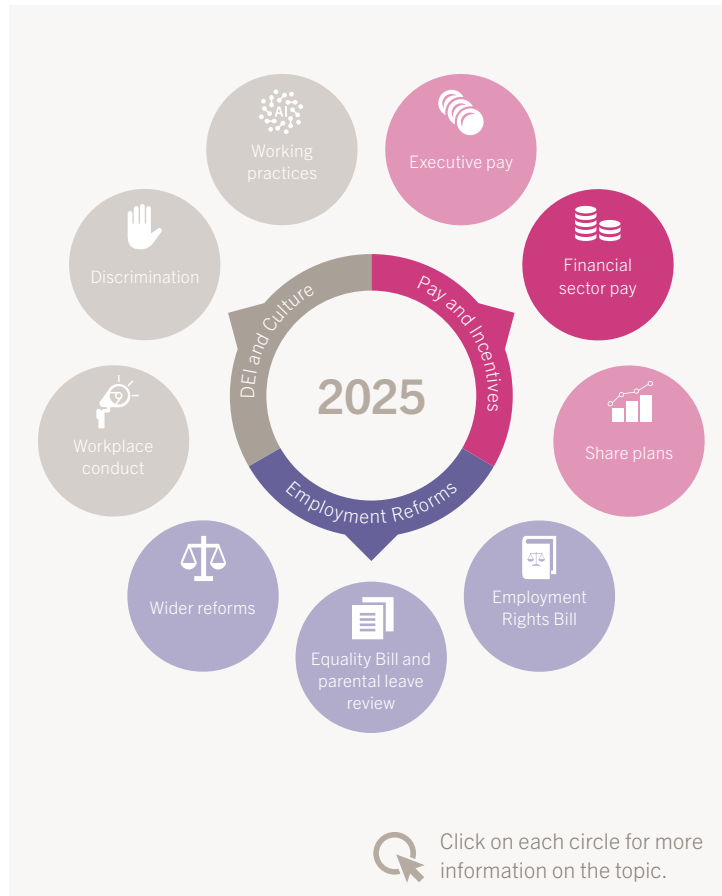 AI
Working
practices
Executive pay
Discrimination
Financial
sector pay
DEI and Culture
Pay and Incentives
2025
Workplace
conduct
Share plans
Employment Reforms
Wider reforms
Employment
Rights Bill
Equality Bill and
parental leave
review
Click on each circle for more
information on the topic.